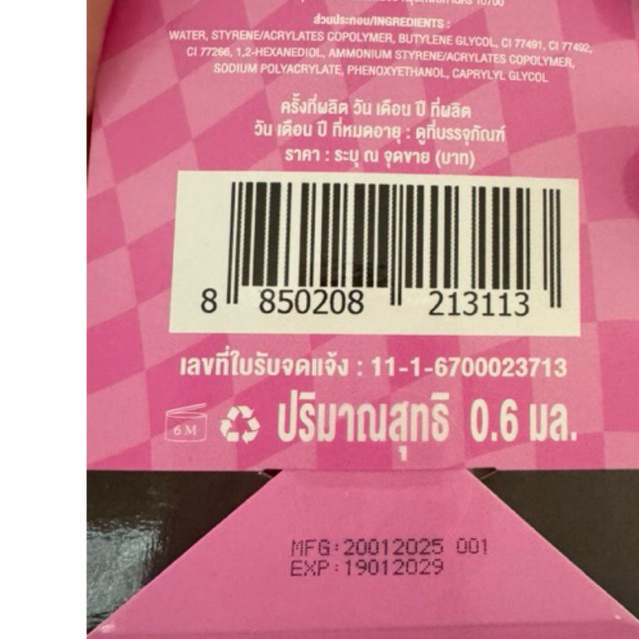 ส่วนประกอบ/INGREDIENTS :
WATER, STYRENE/ACRYLATES COPOLYMER, BUTYLENE GLYCOL, CI 77491, CI 77492,
CI 77266, 1,2-HEXANEDIOL, AMMONIUM STYRENE/ACRYLATES COPOLYMER,
SODIUM POLYACRYLATE, PHENOXYETHANOL, CAPRYLYL GLYCOL
ครั้งที่ผลิต วัน เดือน ปี ที่ผลิต
วัน เดือน ปี ที่หมดอายุ : ดูที่บรรจุภัณฑ์
ราคา : ระบุ ณ จุดขาย (บาท)
8 850208 213113
เลขที่ใบรับจดแจ้ง : 11-1-6700023713
6 M ปริมาณสุทธิ 0.6 มล.
MFG:20012025 001
EXP:19012029